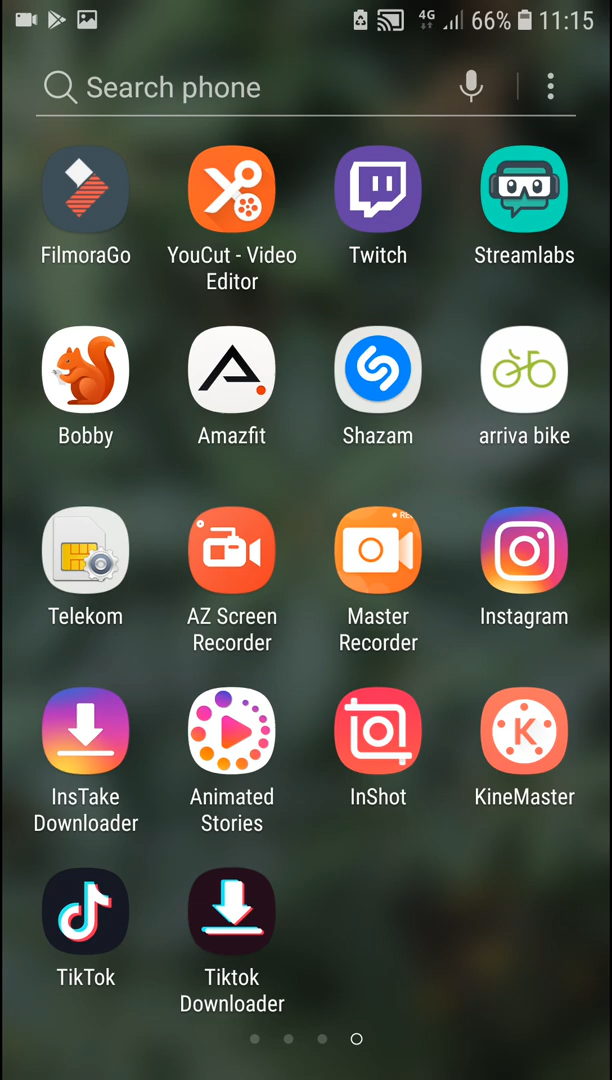 4G 66% 11:15
Search phone
FilmoraGo
YouCut - Video
Editor
Twitch
Streamlabs
Bobby
Amazfit
Shazam
arriva bike
Telekom
AZ Screen
Recorder
Master
Recorder
Instagram
InsTake
Downloader
Animated
Stories
InShot
K
KineMaster
TikTok
Tiktok
Downloader